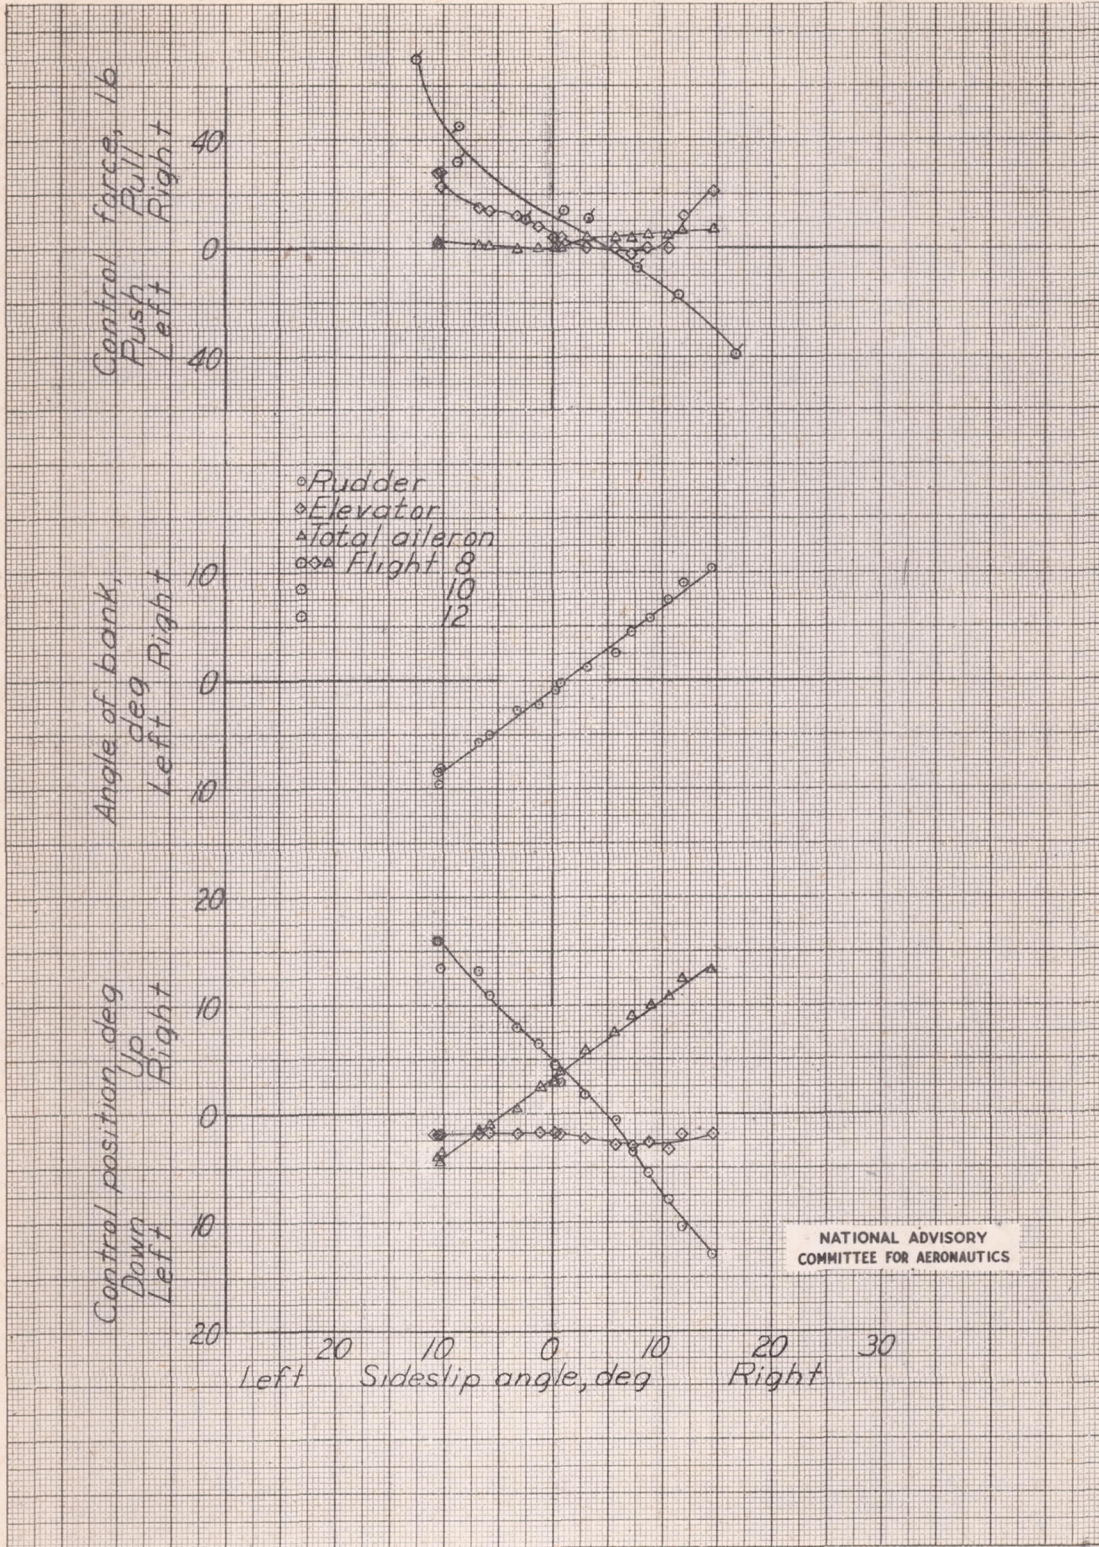 Control force, lb
Push Pull
Left Right
40
0
40
Rudder
Elevator
Total aileron
Flight 8
10
12
Angle of bank,
deg
Left Right
10
0
10
Control position, deg
Down Up
Left Right
20
10
0
10
20
20 10 0 10 20 30
Left Sideslip angle, deg Right
NATIONAL ADVISORY
COMMITTEE FOR AERONAUTICS